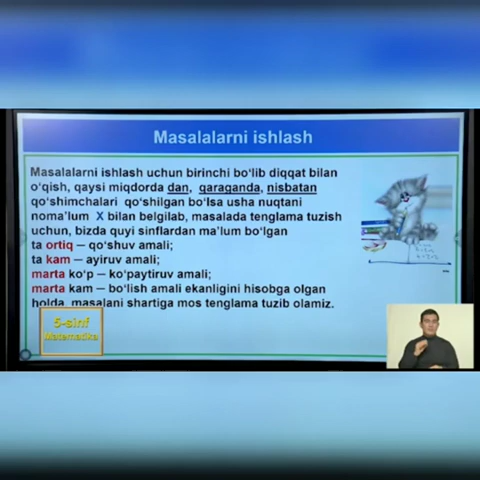 Masalalarni ishlash
Masalalarni ishlash uchun birinchi bo'lib diqqat bilan
o'qish, qaysi miqdorda dan, qaraganda, nisbatan
qo'shimchalari qo'shilgan bo'lsa usha nuqtani
noma'lum X bilan belgilab, masalada tenglama tuzish
uchun, bizda quyi sinflardan ma'lum bo'lgan
ta ortiq – qo'shuv amali;
ta kam – ayiruv amali;
marta ko'p – ko'paytiruv amali;
marta kam – bo'lish amali ekanligini hisobga olgan
holda, masalani shartiga mos tenglama tuzib olamiz.
5-sinf
Matematika